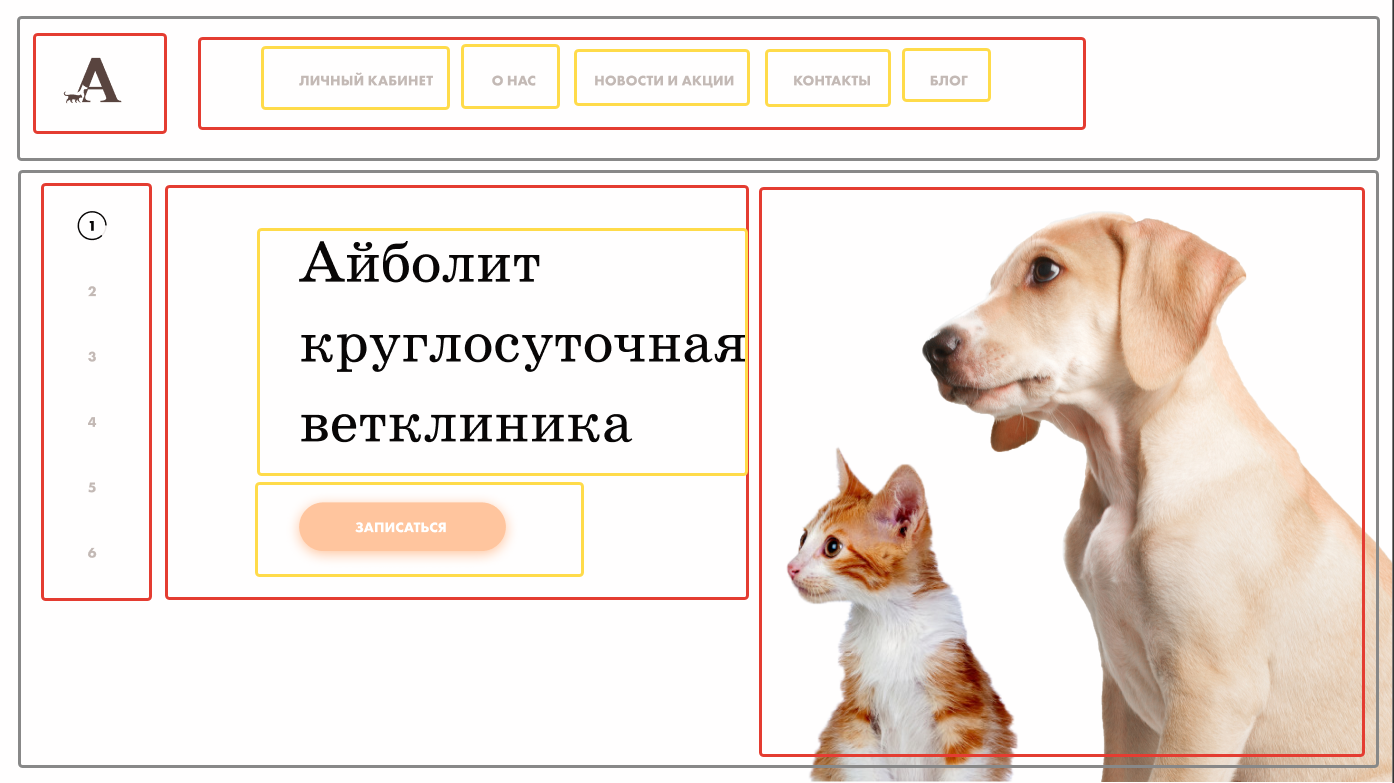 А
ЛИЧНЫЙ КАБИНЕТ
О НАС
НОВОСТИ И АКЦИИ
КОНТАКТЫ
БЛОГ
1
2
3
4
5
6
Айболит
круглосуточная
ветклиника
ЗАПИСАТЬСЯ